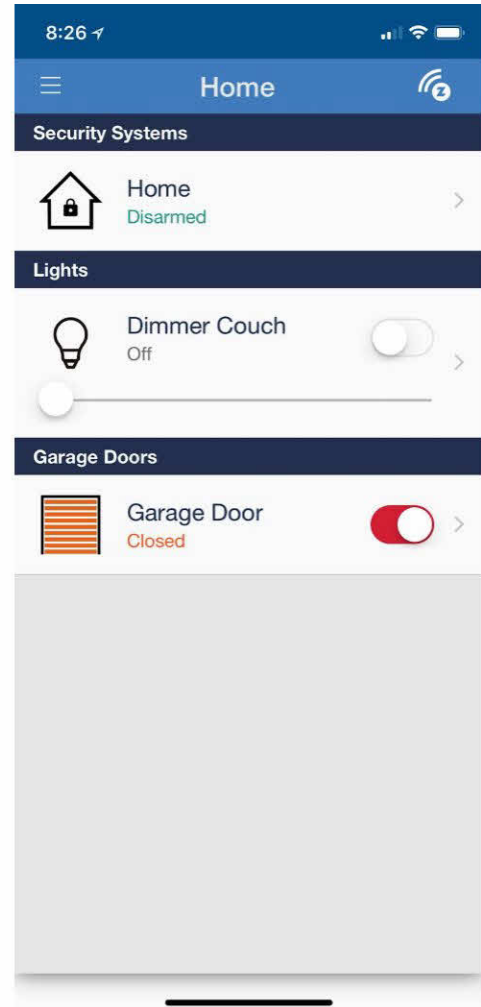 8:26
Home
Z
Security Systems
Home
Disarmed
Lights
Dimmer Couch
Off
Garage Doors
Garage Door
Closed